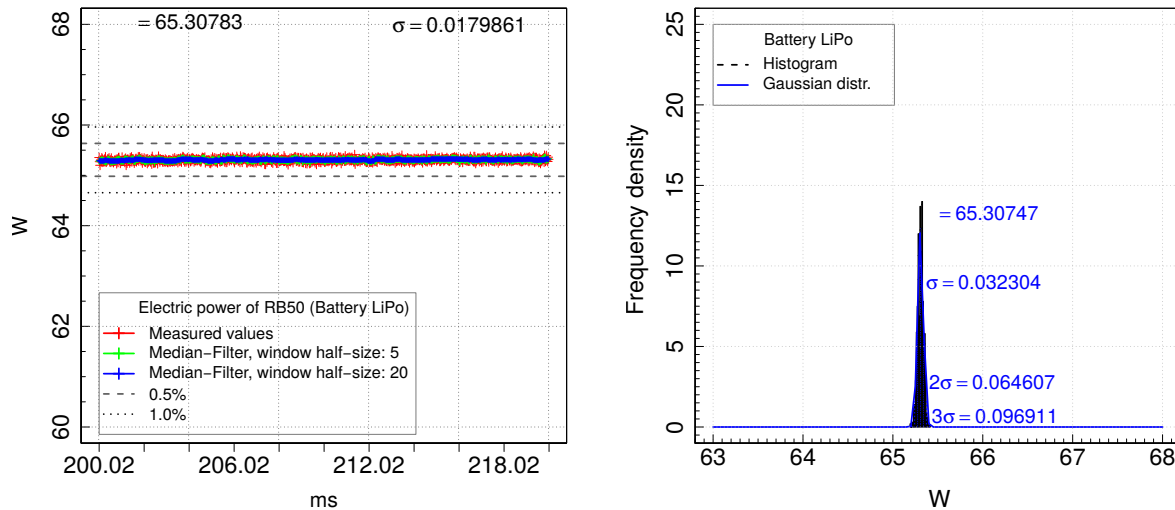 = 65.30783
σ = 0.0179861
68
66
64
62
60
W
Electric power of RB50 (Battery LiPo)
Measured values
Median−Filter, window half−size: 5
Median−Filter, window half−size: 20
0.5%
1.0%
200.02
206.02
212.02
218.02
ms
25
20
15
10
5
0
Frequency density
Battery LiPo
Histogram
Gaussian distr.
= 65.30747
σ = 0.032304
2σ = 0.064607
3σ = 0.096911
63
64
65
66
67
68
W